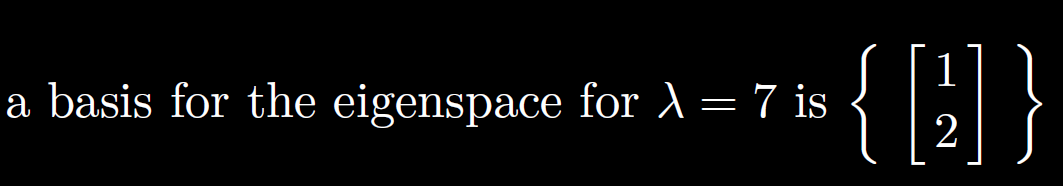 a basis for the eigenspace for λ = 7 is { [ 1 2 ] }